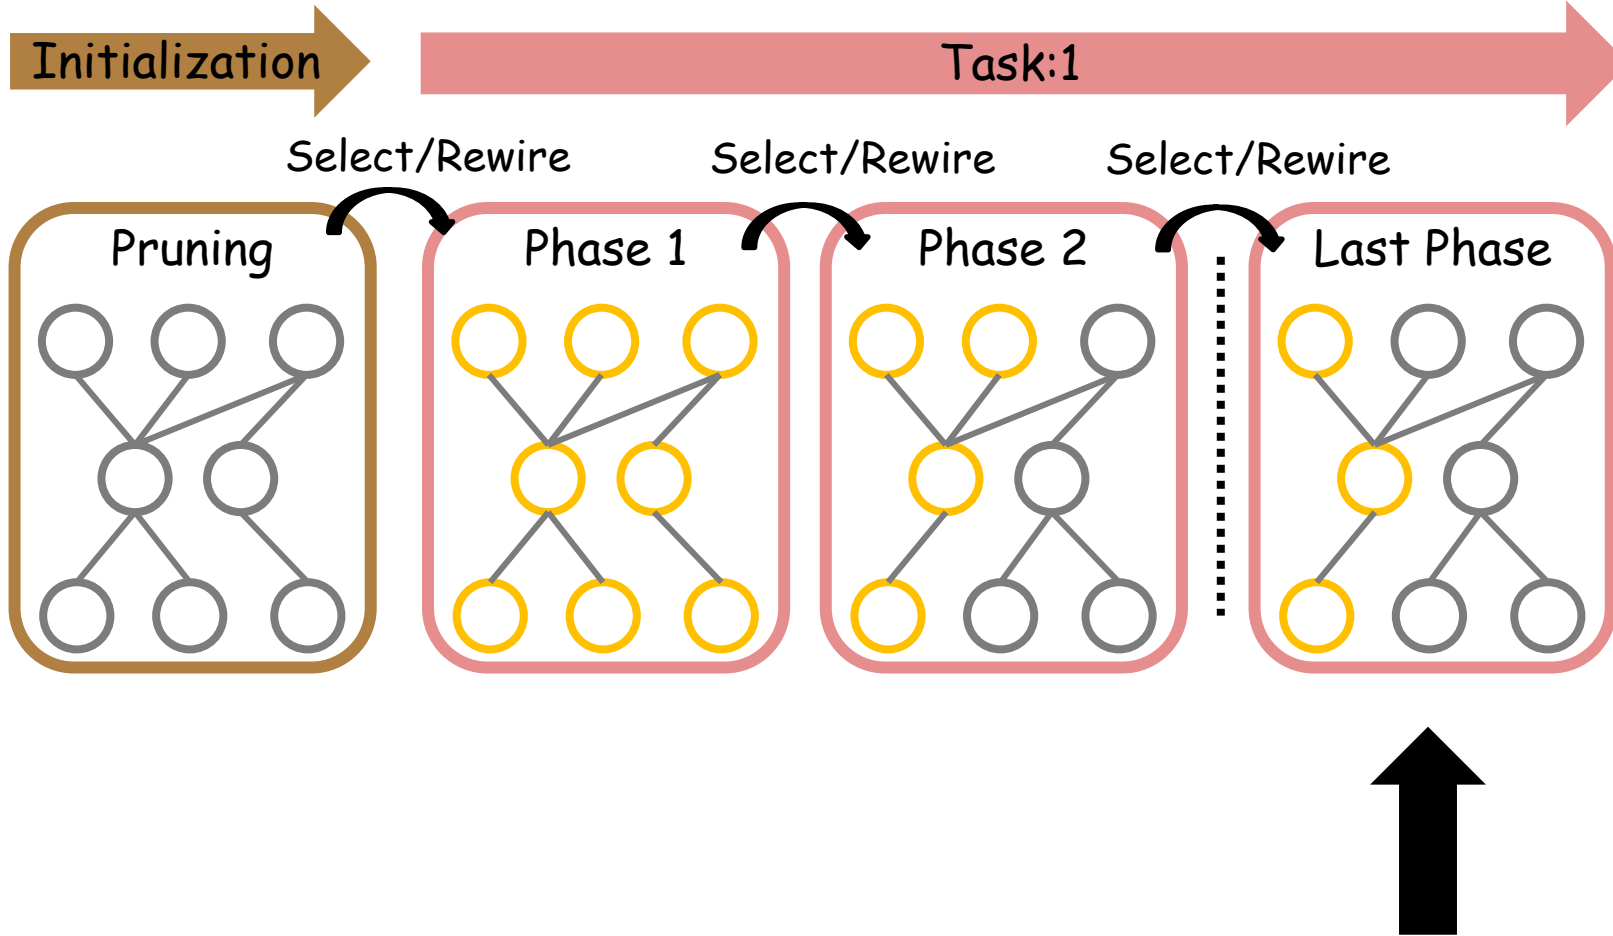 Initialization
Task:1
Select/Rewire
Select/Rewire
Select/Rewire
Pruning
Phase 1
Phase 2
Last Phase